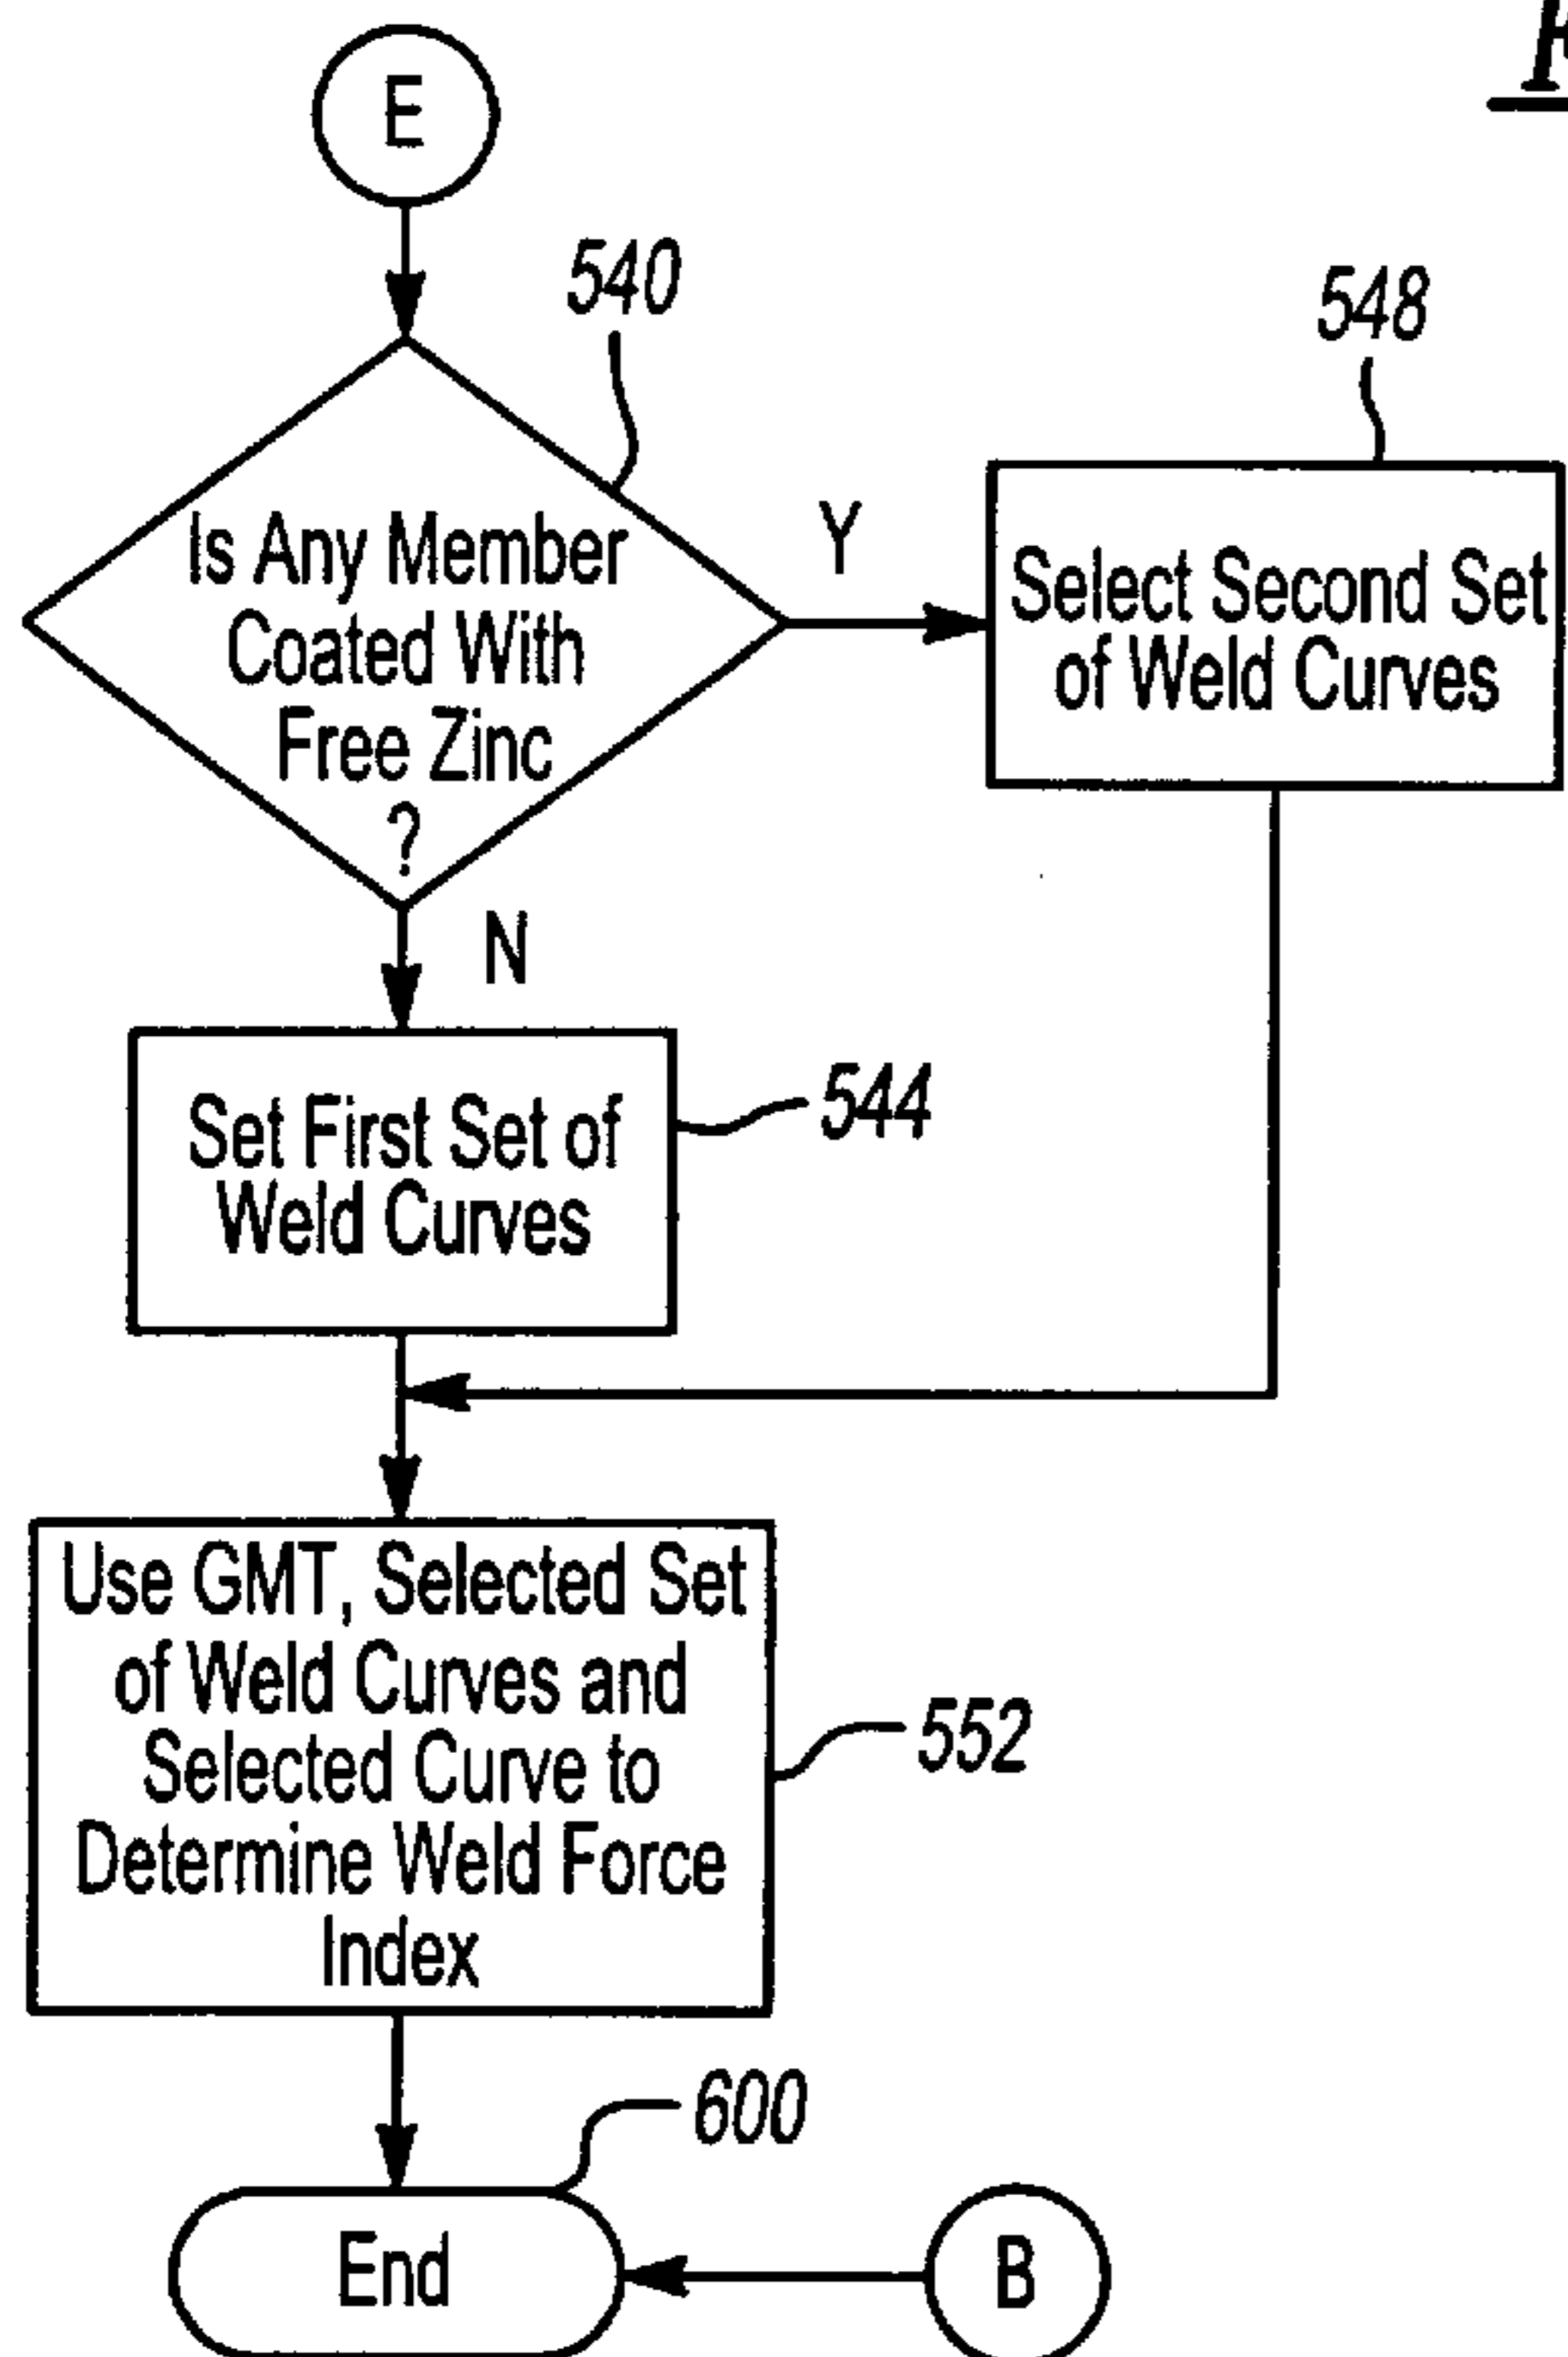 E
540
548
Is Any Member
Coated With
Free Zinc
?
Y
Select Second Set
of Weld Curves
N
Set First Set of
Weld Curves
544
Use GMT, Selected Set
of Weld Curves and
Selected Curve to
Determine Weld Force
Index
552
600
End
B